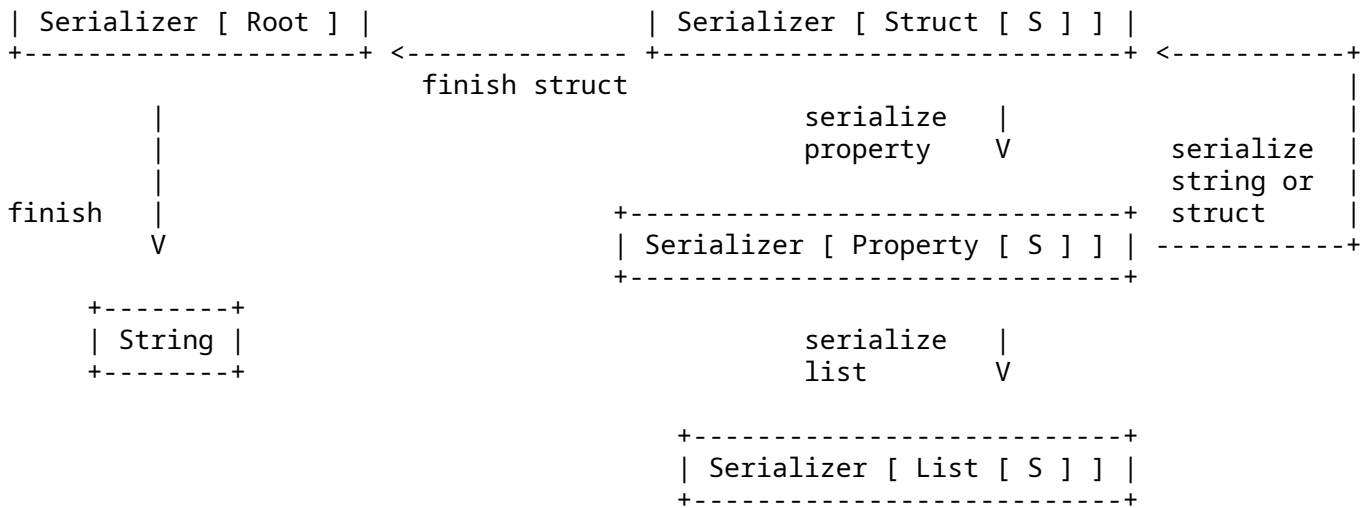 | Serializer [ Root ] |                 | Serializer [ Struct [ S ] ] |
+---------------------+ <-------------- +-----------------------------+ <-----------+
                          finish struct                                             |
         |                                        serialize   |                     |
         |                                        property    V          serialize  |
         |                                                               string or  |
finish   |                            +-------------------------------+  struct     |
         V                            | Serializer [ Property [ S ] ] | ------------+
                                      +-------------------------------+
     +--------+
     | String |                                   serialize   |
     +--------+                                   list        V

                                          +---------------------------+
                                          | Serializer [ List [ S ] ] |
                                          +---------------------------+